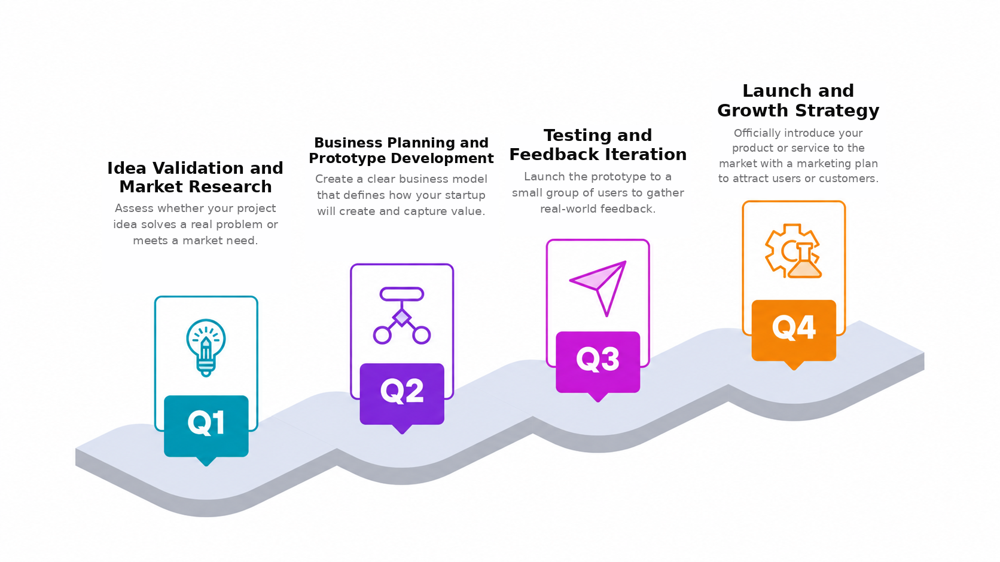 Idea Validation and
Market Research
Assess whether your project
idea solves a real problem or
meets a market need.
Q1
Business Planning and
Prototype Development
Create a clear business model
that defines how your startup
will create and capture value.
Q2
Testing and
Feedback Iteration
Launch the prototype to a
small group of users to gather
real-world feedback.
Q3
Launch and
Growth Strategy
Officially introduce your
product or service to the
market with a marketing plan
to attract users or customers.
Q4